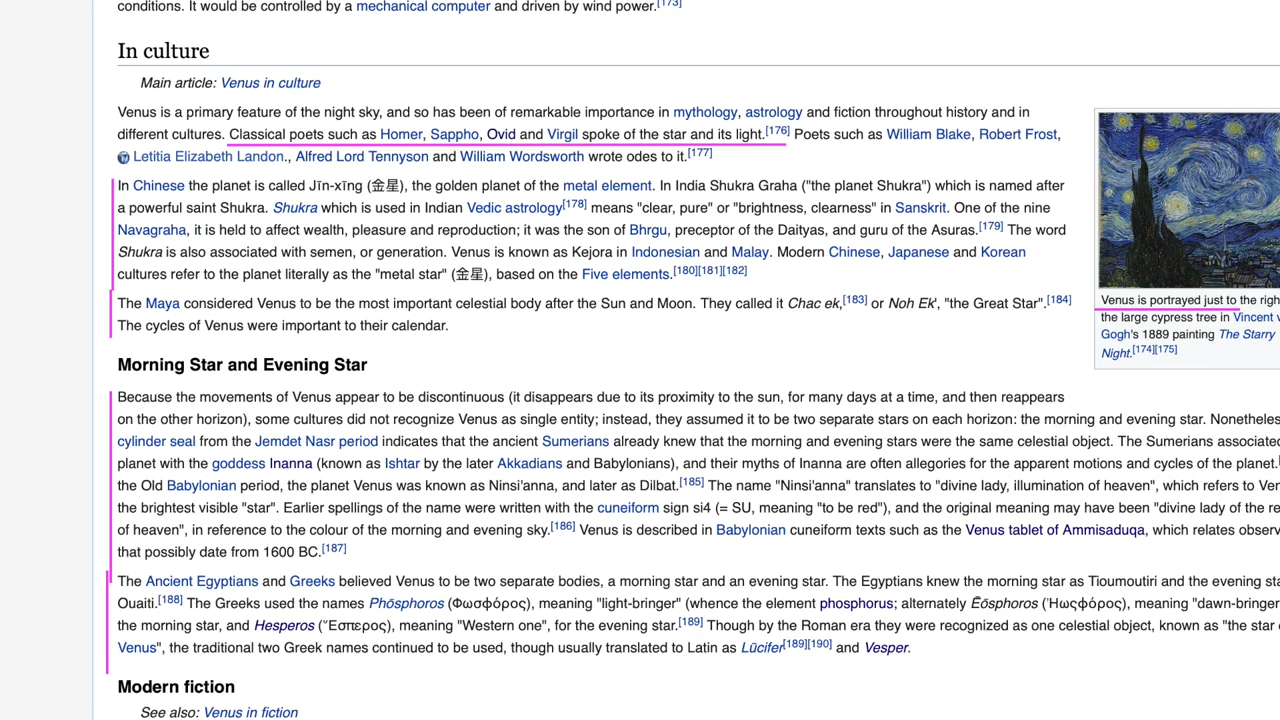 conditions. It would be controlled by a mechanical computer and driven by wind power.[173]
In culture
Main article: Venus in culture
Venus is a primary feature of the night sky, and so has been of remarkable importance in mythology, astrology and fiction throughout history and in
different cultures. Classical poets such as Homer, Sappho, Ovid and Virgil spoke of the star and its light.[176] Poets such as William Blake, Robert Frost,
Letitia Elizabeth Landon., Alfred Lord Tennyson and William Wordsworth wrote odes to it.[177]
In Chinese the planet is called Jīn-xīng (金星), the golden planet of the metal element. In India Shukra Graha ("the planet Shukra") which is named after
a powerful saint Shukra. Shukra which is used in Indian Vedic astrology[178] means "clear, pure" or "brightness, clearness" in Sanskrit. One of the nine
Navagraha, it is held to affect wealth, pleasure and reproduction; it was the son of Bhrgu, preceptor of the Daityas, and guru of the Asuras.[179] The word
Shukra is also associated with semen, or generation. Venus is known as Kejora in Indonesian and Malay. Modern Chinese, Japanese and Korean
cultures refer to the planet literally as the "metal star" (金星), based on the Five elements.[180][181][182]
The Maya considered Venus to be the most important celestial body after the Sun and Moon. They called it Chac ek,[183] or Noh Ek', "the Great Star".[184]
The cycles of Venus were important to their calendar.
Venus is portrayed just to the righ
the large cypress tree in Vincent v
Gogh's 1889 painting The Starry
Night.[174][175]
Morning Star and Evening Star
Because the movements of Venus appear to be discontinuous (it disappears due to its proximity to the sun, for many days at a time, and then reappears
on the other horizon), some cultures did not recognize Venus as single entity; instead, they assumed it to be two separate stars on each horizon: the morning and evening star. Nonetheles
cylinder seal from the Jemdet Nasr period indicates that the ancient Sumerians already knew that the morning and evening stars were the same celestial object. The Sumerians associate
planet with the goddess Inanna (known as Ishtar by the later Akkadians and Babylonians), and their myths of Inanna are often allegories for the apparent motions and cycles of the planet.
the Old Babylonian period, the planet Venus was known as Ninsi'anna, and later as Dilbat.[185] The name "Ninsi'anna" translates to "divine lady, illumination of heaven", which refers to Ven
the brightest visible "star". Earlier spellings of the name were written with the cuneiform sign si4 (= SU, meaning "to be red"), and the original meaning may have been "divine lady of the re
of heaven", in reference to the colour of the morning and evening sky.[186] Venus is described in Babylonian cuneiform texts such as the Venus tablet of Ammisaduqa, which relates observ
that possibly date from 1600 BC.[187]
The Ancient Egyptians and Greeks believed Venus to be two separate bodies, a morning star and an evening star. The Egyptians knew the morning star as Tioumoutiri and the evening sta
Ouaiti.[188] The Greeks used the names Phōsphoros (Φωσφόρος), meaning "light-bringer" (whence the element phosphorus; alternately Ēōsphoros (Ἠωςφόρος), meaning "dawn-bringer
the morning star, and Hesperos (Ἕσπερος), meaning "Western one", for the evening star.[189] Though by the Roman era they were recognized as one celestial object, known as "the star o
Venus", the traditional two Greek names continued to be used, though usually translated to Latin as Lūcifer[189][190] and Vesper.
Modern fiction
See also: Venus in fiction